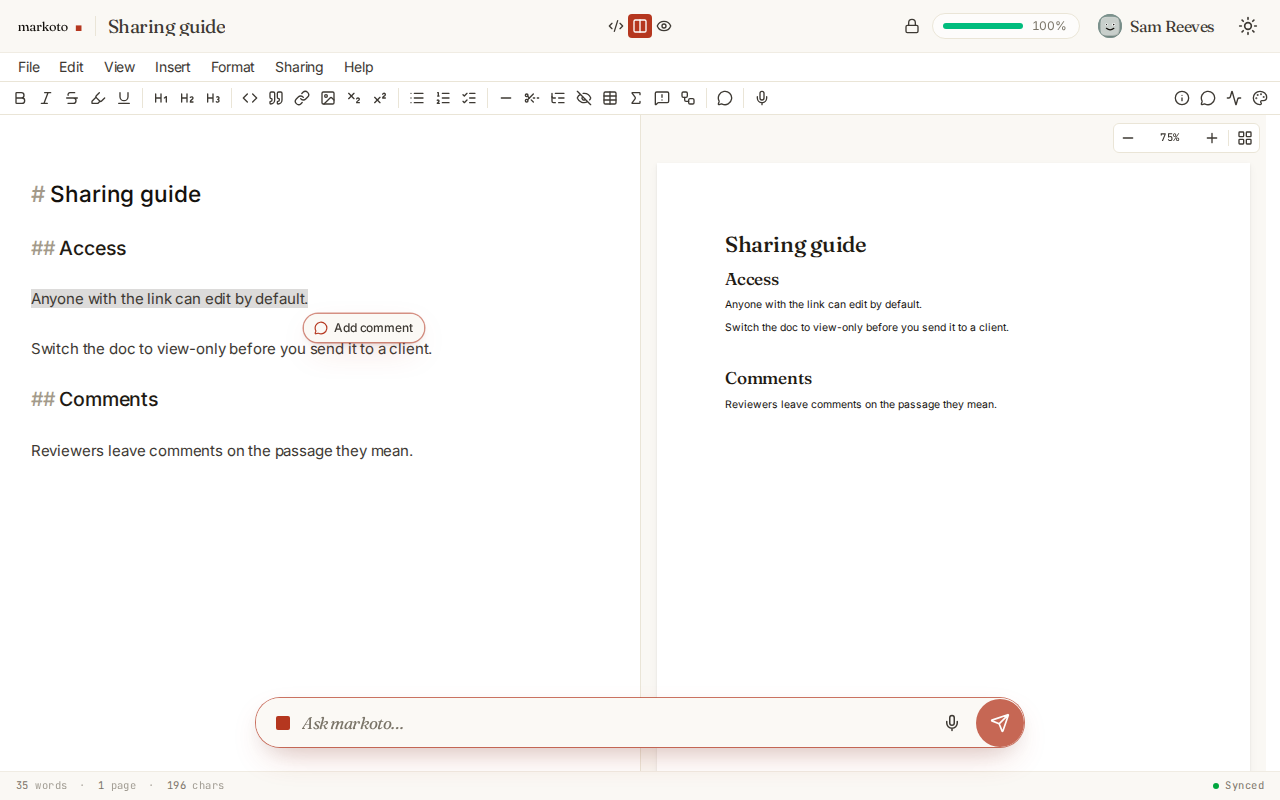 markoto
Sharing guide
100%
Sam Reeves
File Edit View Insert Format Sharing Help
H1 H2 H3
75%
# Sharing guide
## Access
Anyone with the link can edit by default.
Add comment
Switch the doc to view-only before you send it to a client.
## Comments
Reviewers leave comments on the passage they mean.
Sharing guide
Access
Anyone with the link can edit by default.
Switch the doc to view-only before you send it to a client.
Comments
Reviewers leave comments on the passage they mean.
Ask markoto...
35 words · 1 page · 196 chars
Synced